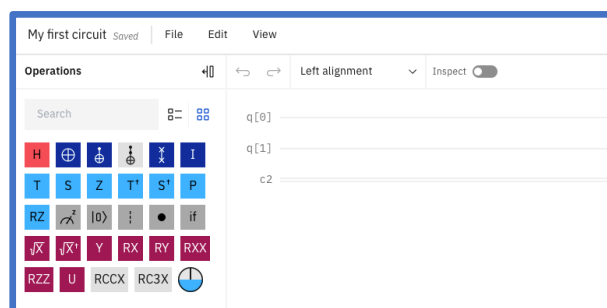 My first circuit Saved File Edit View
Operations Left alignment Inspect
Search
q[0]
q[1]
c2
H I
T S Z T† S† P
RZ z |0⟩ if
√X √X† Y RX RY RXX
RZZ U RCCX RC3X